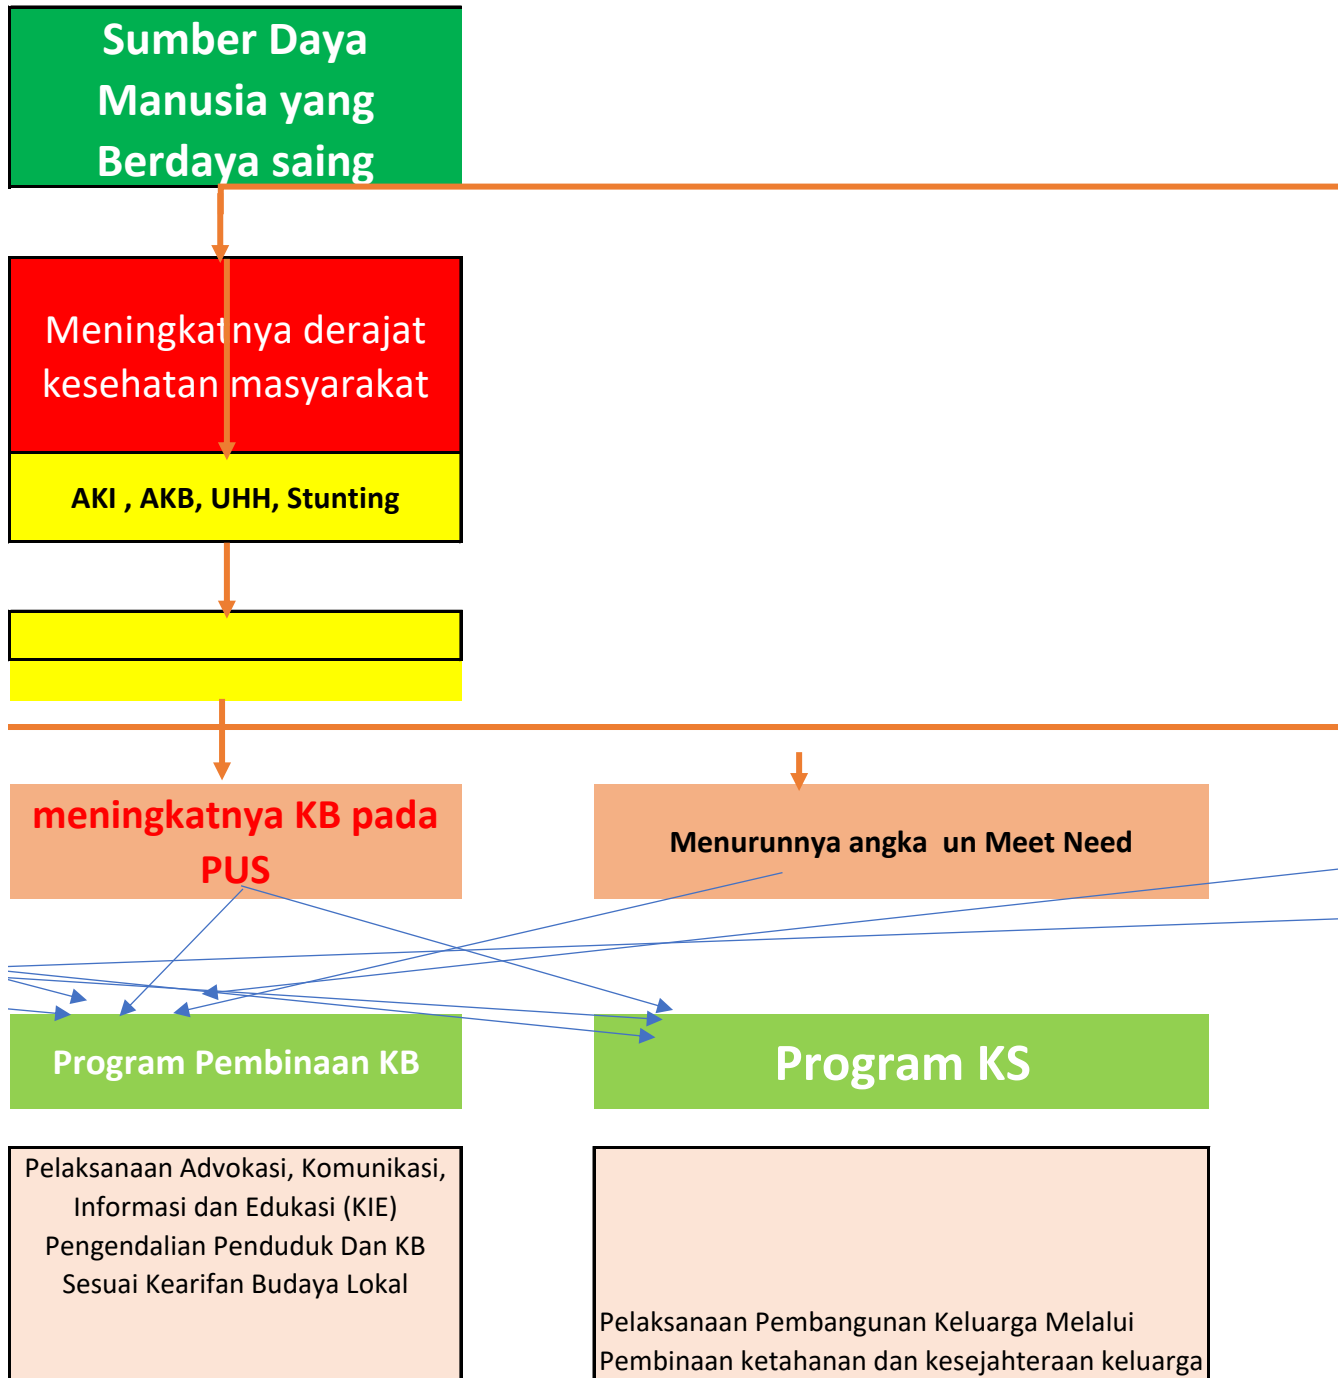 Sumber Daya
Manusia yang
Berdaya saing
Meningkatnya derajat
kesehatan masyarakat
AKI , AKB, UHH, Stunting
meningkatnya KB pada
PUS
Menurunnya angka  un Meet Need
Program Pembinaan KB
Program KS
Pelaksanaan Advokasi, Komunikasi,
Informasi dan Edukasi (KIE)
Pengendalian Penduduk Dan KB
Sesuai Kearifan Budaya Lokal
Pelaksanaan Pembangunan Keluarga Melalui
Pembinaan ketahanan dan kesejahteraan keluarga